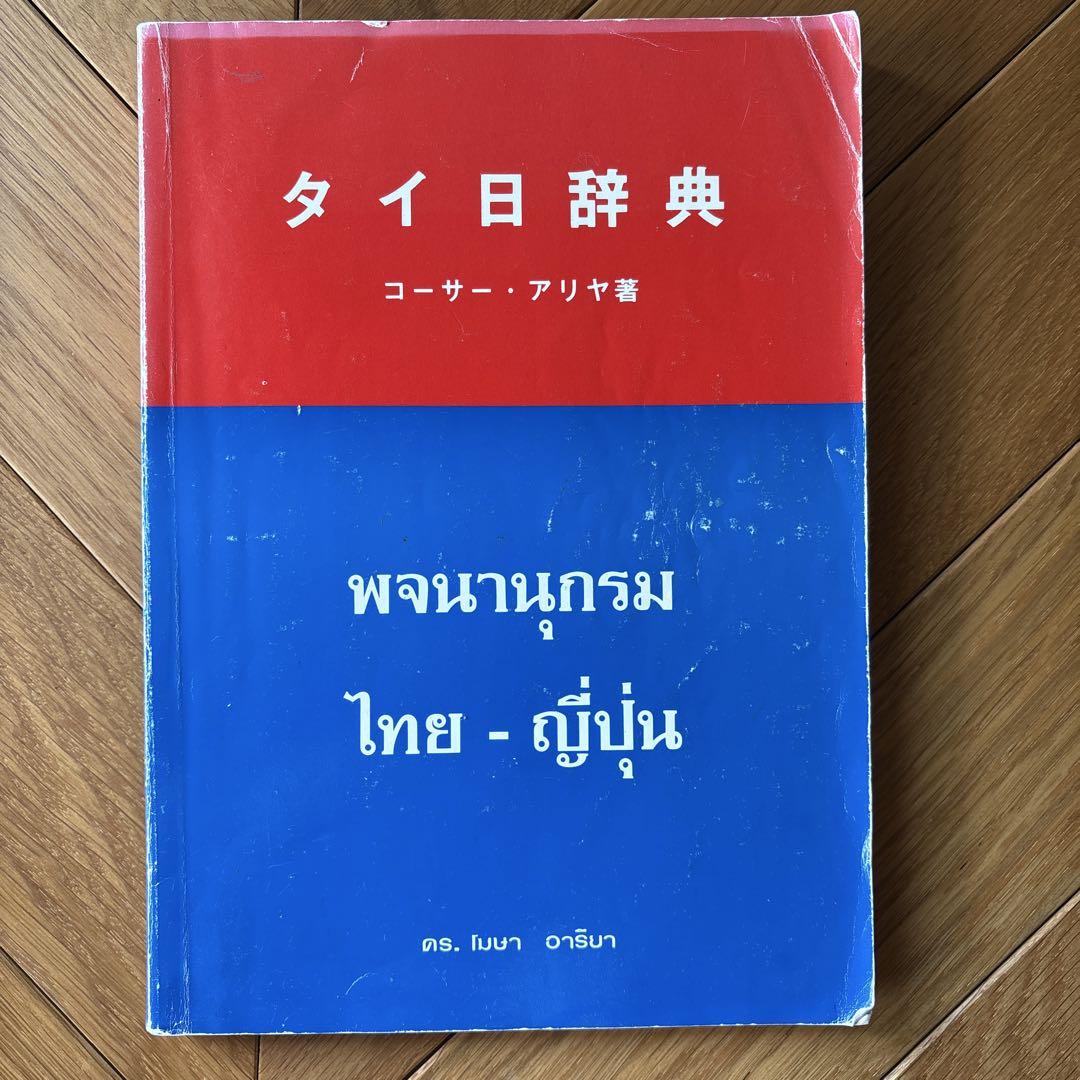 タイ日辞典
コーサー・アリヤ著
พจนานุกรม
ไทย - ญี่ปุ่น
ดร. โฆษา อารียา